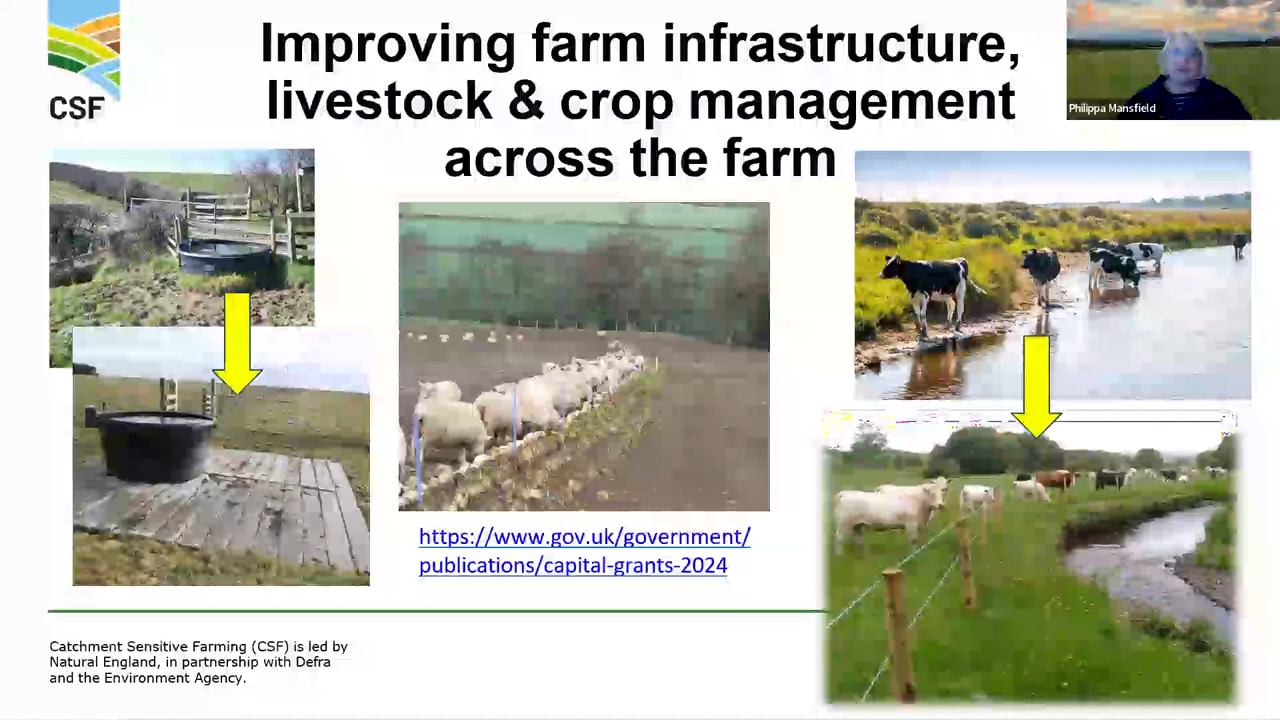 CSF
Improving farm infrastructure,
livestock & crop management
across the farm
Philippa Mansfield
https://www.gov.uk/government/
publications/capital-grants-2024
Catchment Sensitive Farming (CSF) is led by
Natural England, in partnership with Defra
and the Environment Agency.